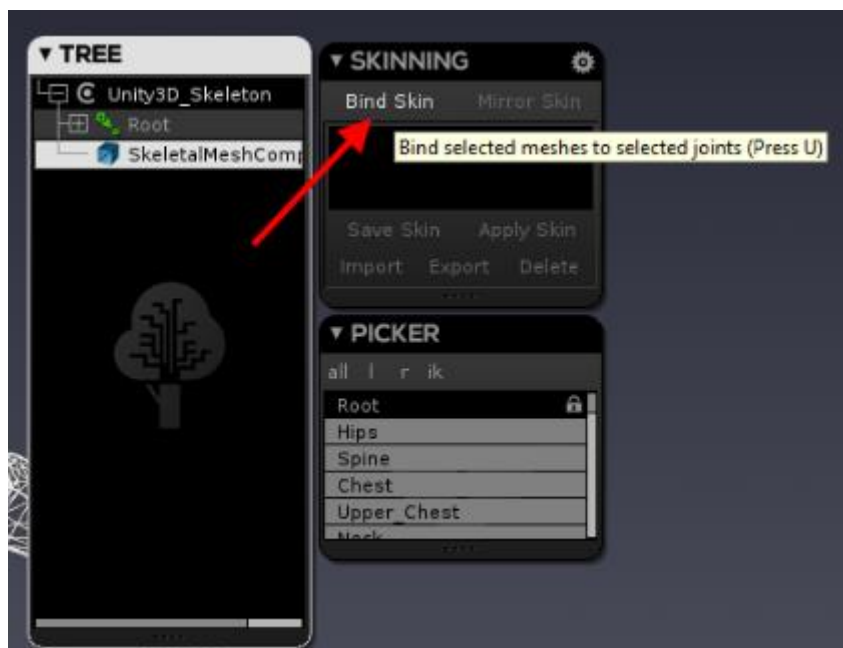 TREE
Unity3D_Skeleton
Root
SkeletalMeshComp
SKINNING
Bind Skin Mirror Skin
Bind selected meshes to selected joints (Press U)
Save Skin Apply Skin
Import Export Delete
PICKER
all l r ik
Root
Hips
Spine
Chest
Upper_Chest
Neck